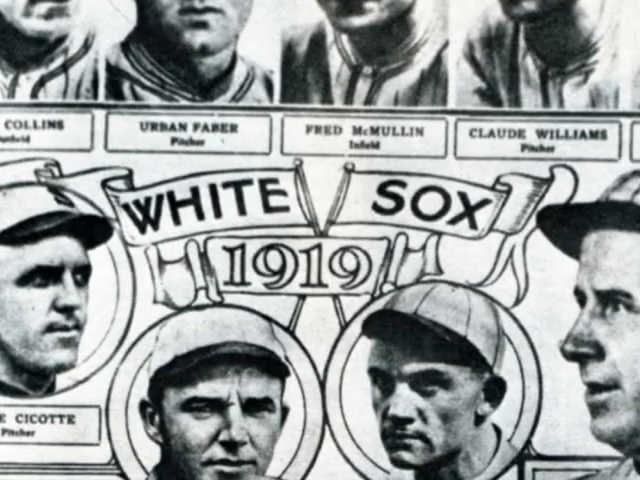 COLLINS
URBAN FABER
Pitcher
FRED McMULLIN
Infield
CLAUDE WILLIAMS
Pitcher
WHITE SOX
1919
E CICOTTE
Pitcher